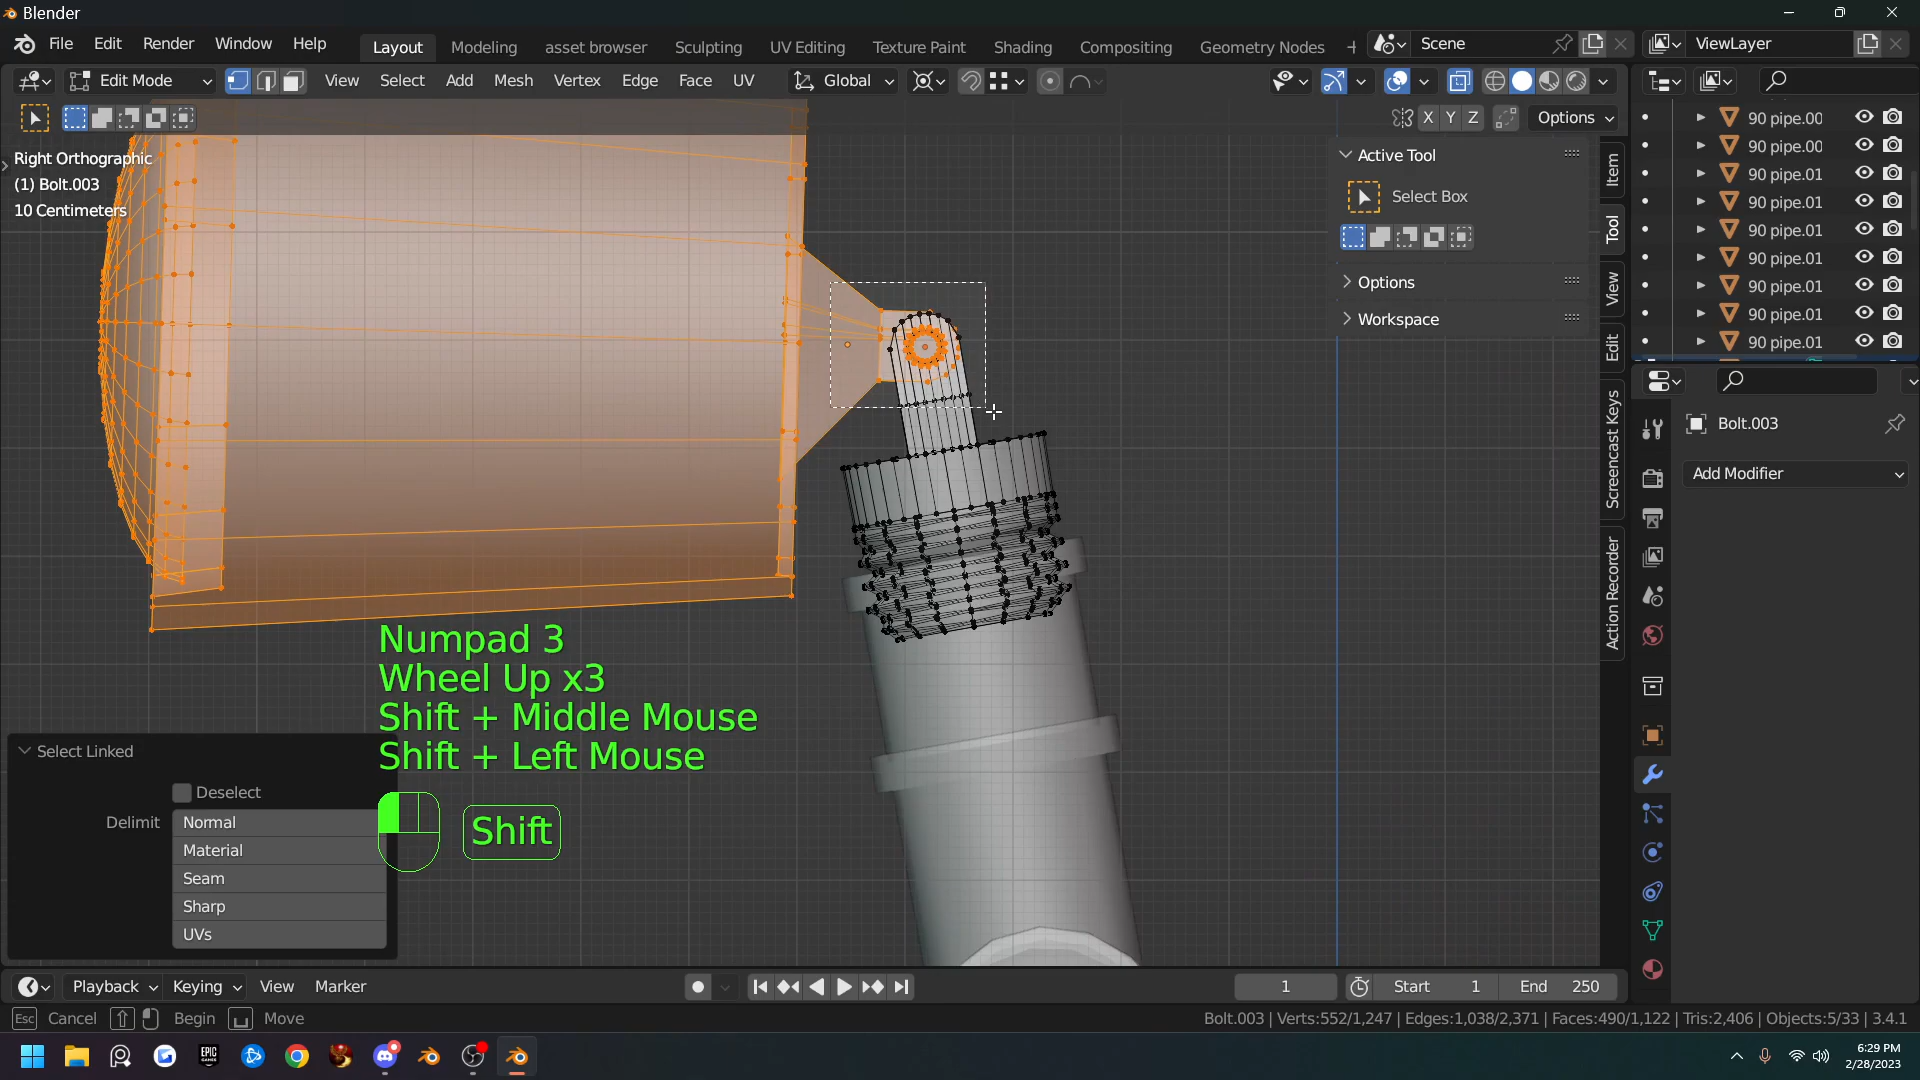 Blender
File Edit Render Window Help Layout Modeling asset browser Sculpting UV Editing Texture Paint Shading Compositing Geometry Nodes Scene ViewLayer
Edit Mode View Select Add Mesh Vertex Edge Face UV Global
X Y Z Options
Right Orthographic
(1) Bolt.003
10 Centimeters
Active Tool
Select Box
Options
Workspace
Item
Tool
View
Edit
Screencast Keys
Action Recorder
90 pipe.00
90 pipe.00
90 pipe.01
90 pipe.01
90 pipe.01
90 pipe.01
90 pipe.01
90 pipe.01
90 pipe.01
Bolt.003
Add Modifier
Numpad 3
Wheel Up x3
Shift + Middle Mouse
Shift + Left Mouse
Shift
Select Linked
Deselect
Delimit Normal
Material
Seam
Sharp
UVs
Playback Keying View Marker 1 Start 1 End 250
Esc Cancel Begin Move Bolt.003 | Verts:552/1,247 | Edges:1,038/2,371 | Faces:490/1,122 | Tris:2,406 | Objects:5/33 | 3.4.1
EPIC GAMES
6:29 PM
2/28/2023